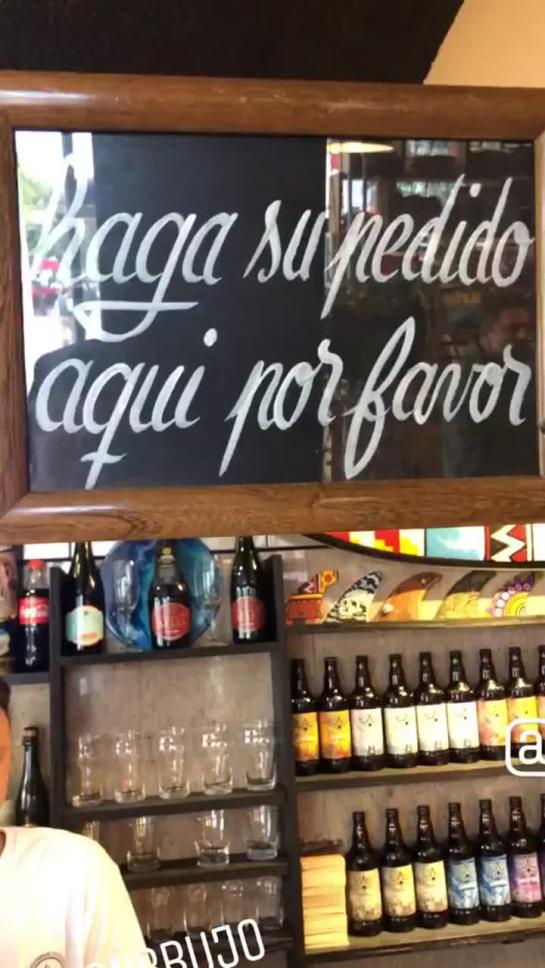 haga su pedido
aqui por favor